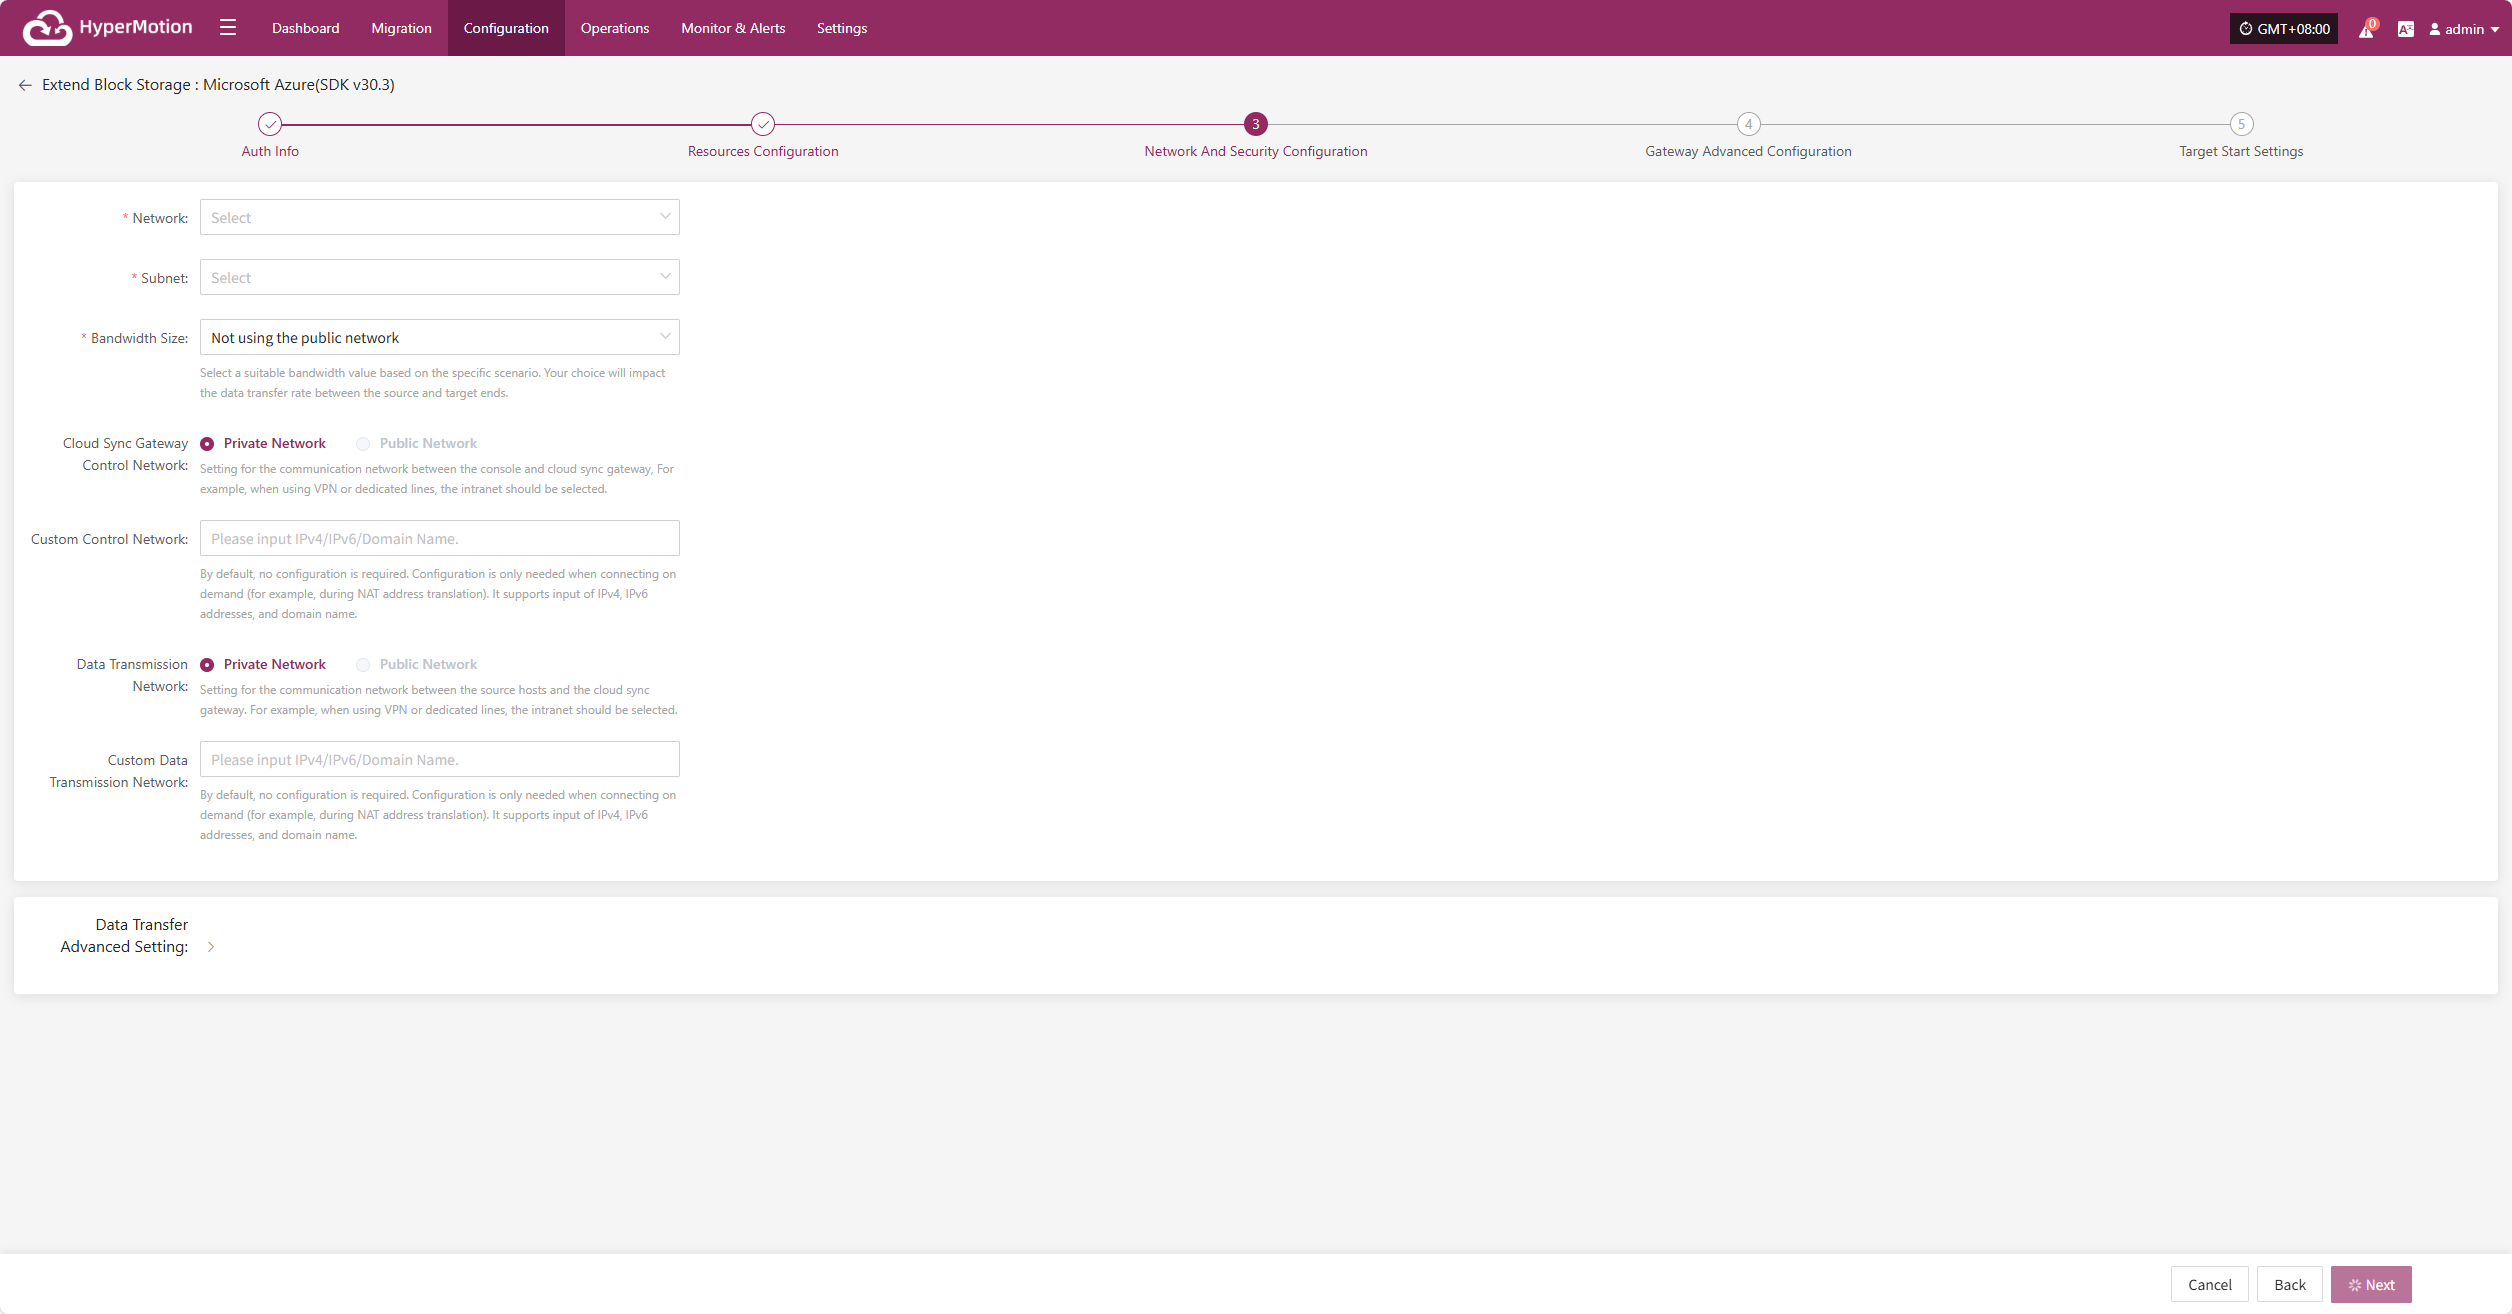 HyperMotion
Dashboard
Migration
Configuration
Operations
Monitor & Alerts
Settings
GMT+08:00
0
admin
Extend Block Storage : Microsoft Azure(SDK v30.3)
3
4
5
Auth Info
Resources Configuration
Network And Security Configuration
Gateway Advanced Configuration
Target Start Settings
* Network:
Select
* Subnet:
Select
* Bandwidth Size:
Not using the public network
Select a suitable bandwidth value based on the specific scenario. Your choice will impact
the data transfer rate between the source and target ends.
Cloud Sync Gateway
Control Network:
Private Network
Public Network
Setting for the communication network between the console and cloud sync gateway, For
example, when using VPN or dedicated lines, the intranet should be selected.
Custom Control Network:
Please input IPv4/IPv6/Domain Name.
By default, no configuration is required. Configuration is only needed when connecting on
demand (for example, during NAT address translation). It supports input of IPv4, IPv6
addresses, and domain name.
Data Transmission
Network:
Private Network
Public Network
Setting for the communication network between the source hosts and the cloud sync
gateway. For example, when using VPN or dedicated lines, the intranet should be selected.
Custom Data
Transmission Network:
Please input IPv4/IPv6/Domain Name.
By default, no configuration is required. Configuration is only needed when connecting on
demand (for example, during NAT address translation). It supports input of IPv4, IPv6
addresses, and domain name.
Data Transfer
Advanced Setting:
Cancel
Back
Next